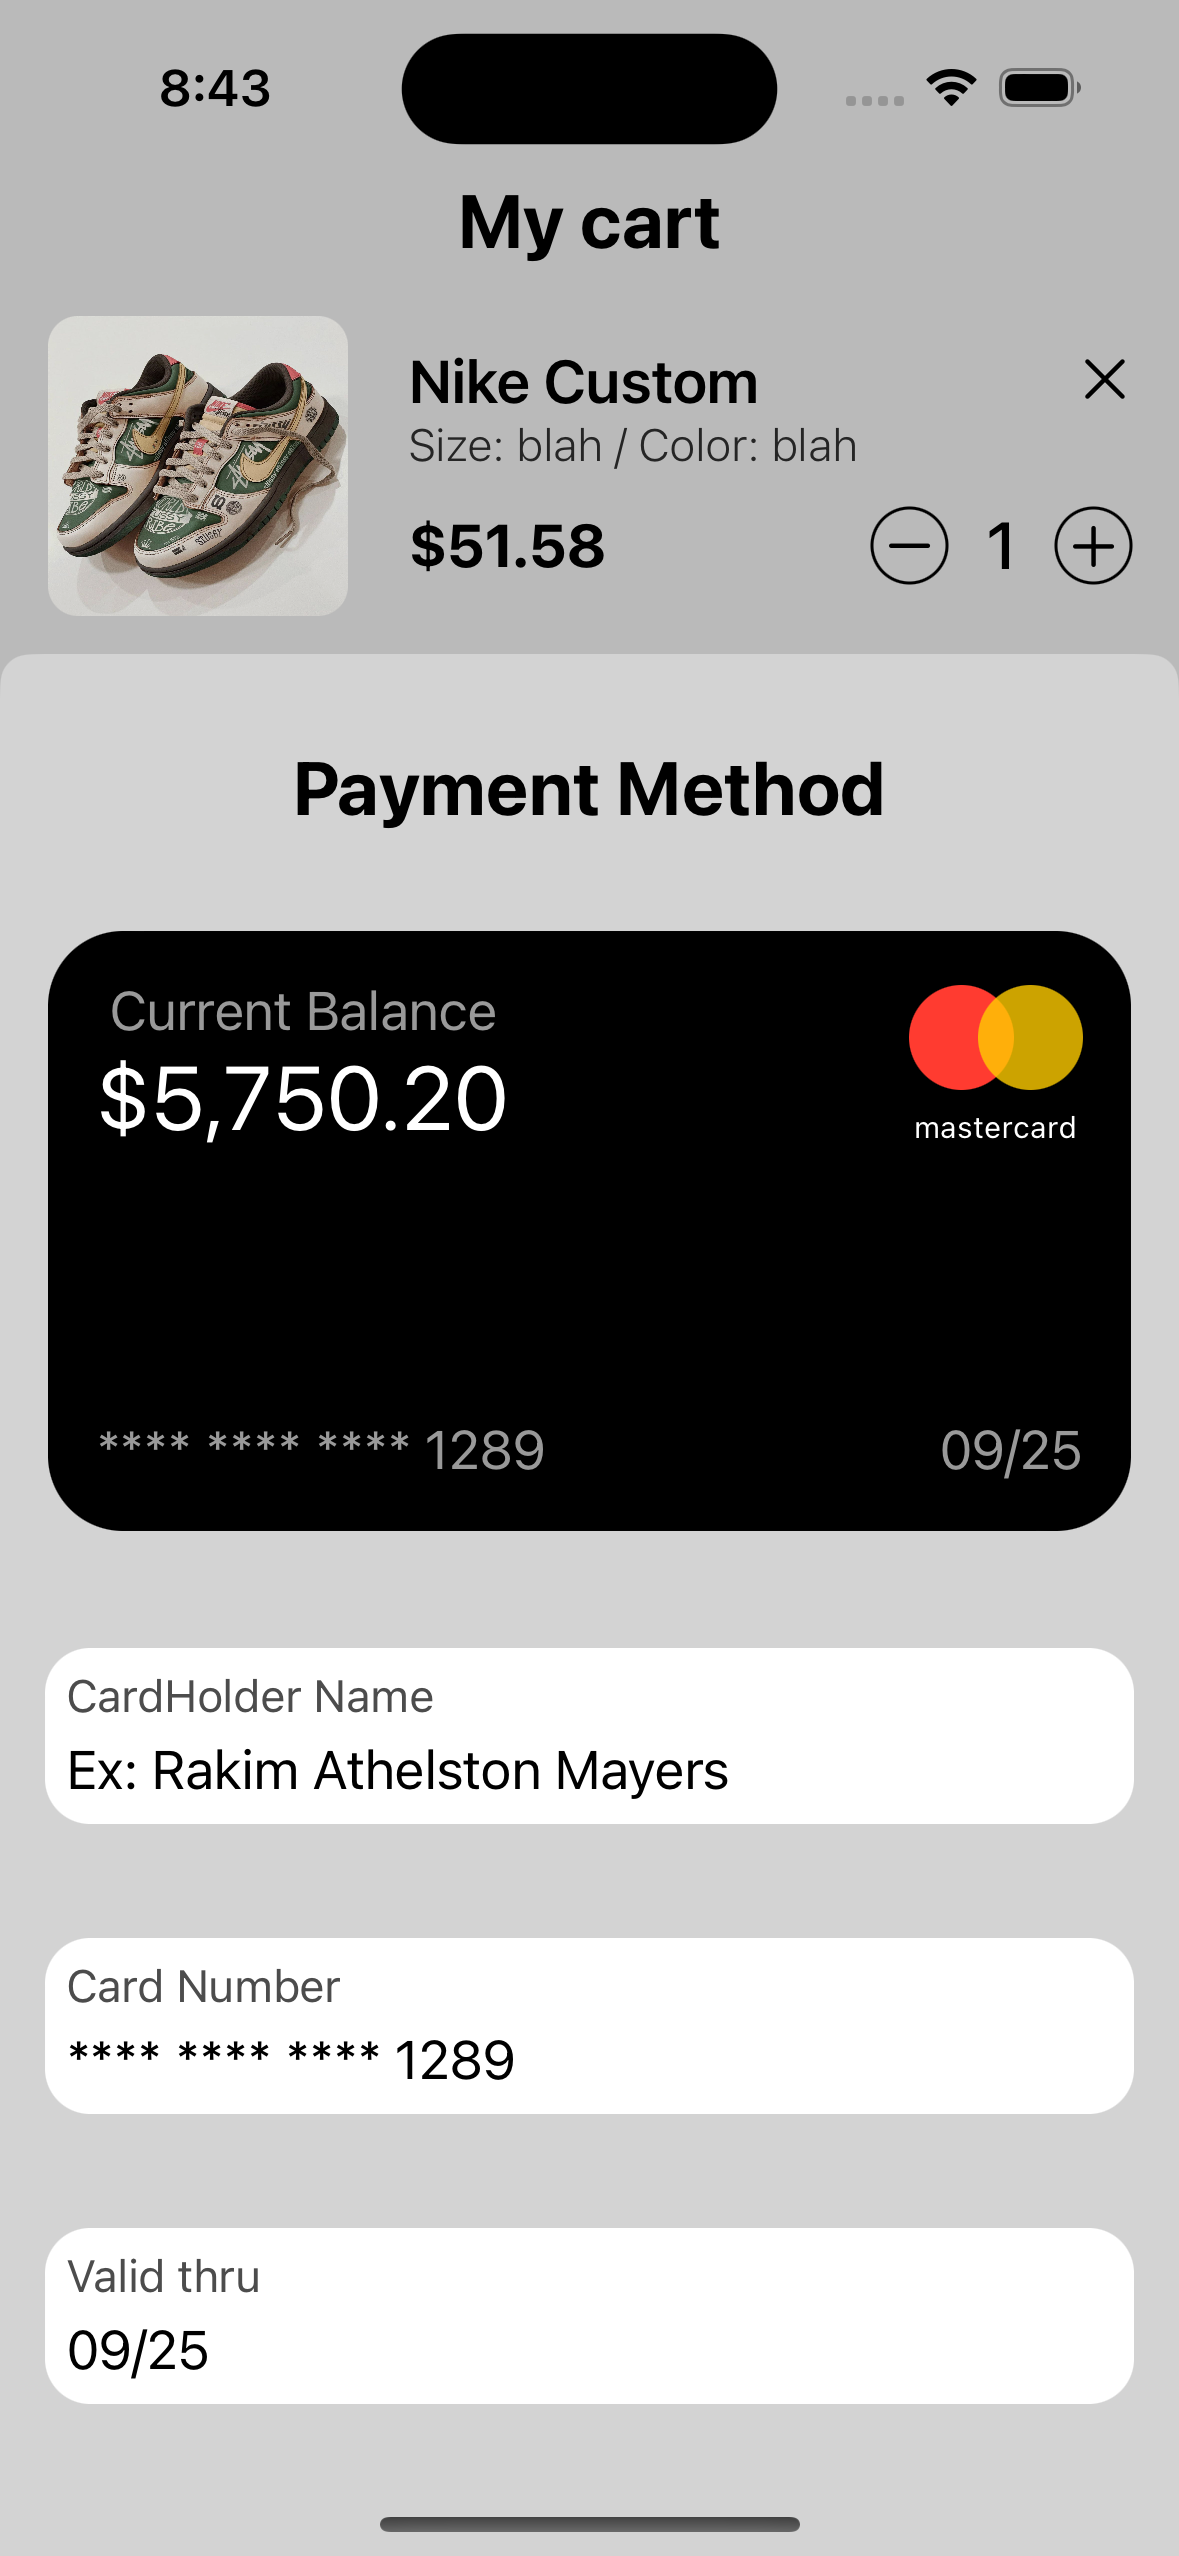 8:43
My cart
Nike Custom
Size: blah / Color: blah
$51.58
1
Payment Method
Current Balance
$5,750.20
mastercard
**** **** **** 1289
09/25
CardHolder Name
Ex: Rakim Athelston Mayers
Card Number
**** **** **** 1289
Valid thru
09/25